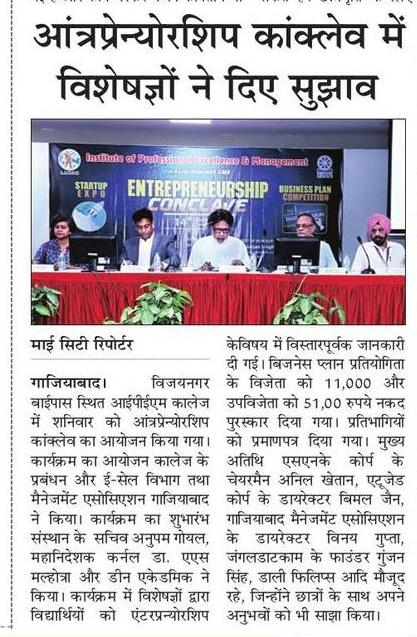 आंत्रप्रेन्योरशिप कांक्लेव में
विशेषज्ञों ने दिए सुझाव
Institute of Professional Excellence & Management
STARTUP
EXPO
ENTREPRENEURSHIP
CONCLAVE
BUSINESS PLAN
COMPETITION
माई सिटी रिपोर्टर
गाजियाबाद। विजयनगर
बाईपास स्थित आईपीईएम कालेज
में शनिवार को आंत्रप्रेन्योरशिप
कांक्लेव का आयोजन किया गया।
कार्यक्रम का आयोजन कालेज के
प्रबंधन और ई-सेल विभाग तथा
मैनेजमेंट एसोसिएशन गाजियाबाद
ने किया। कार्यक्रम का शुभारंभ
संस्थान के सचिव अनुपम गोयल,
महानिदेशक कर्नल डा. एएस
मल्होत्रा और डीन एकेडमिक ने
किया। कार्यक्रम में विशेषज्ञों द्वारा
विद्यार्थियों को एंटरप्रन्योरशिप
केविषय में विस्तारपूर्वक जानकारी
दी गई। बिजनेस प्लान प्रतियोगिता
के विजेता को 11,000 और
उपविजेता को 51,00 रुपये नकद
पुरस्कार दिया गया। प्रतिभागियों
को प्रमाणपत्र दिया गया। मुख्य
अतिथि एसएनके कोर्प के
चेयरमैन अनिल खेतान, एटूजेड
कोर्प के डायरेक्टर बिमल जैन,
गाजियाबाद मैनेजमेंट एसोसिएशन
के डायरेक्टर विनय गुप्ता,
जंगलडाटकाम के फाउंडर गुंजन
सिंह, डाली फिलिप्स आदि मौजूद
रहे, जिन्होंने छात्रों के साथ अपने
अनुभवों को भी साझा किया।